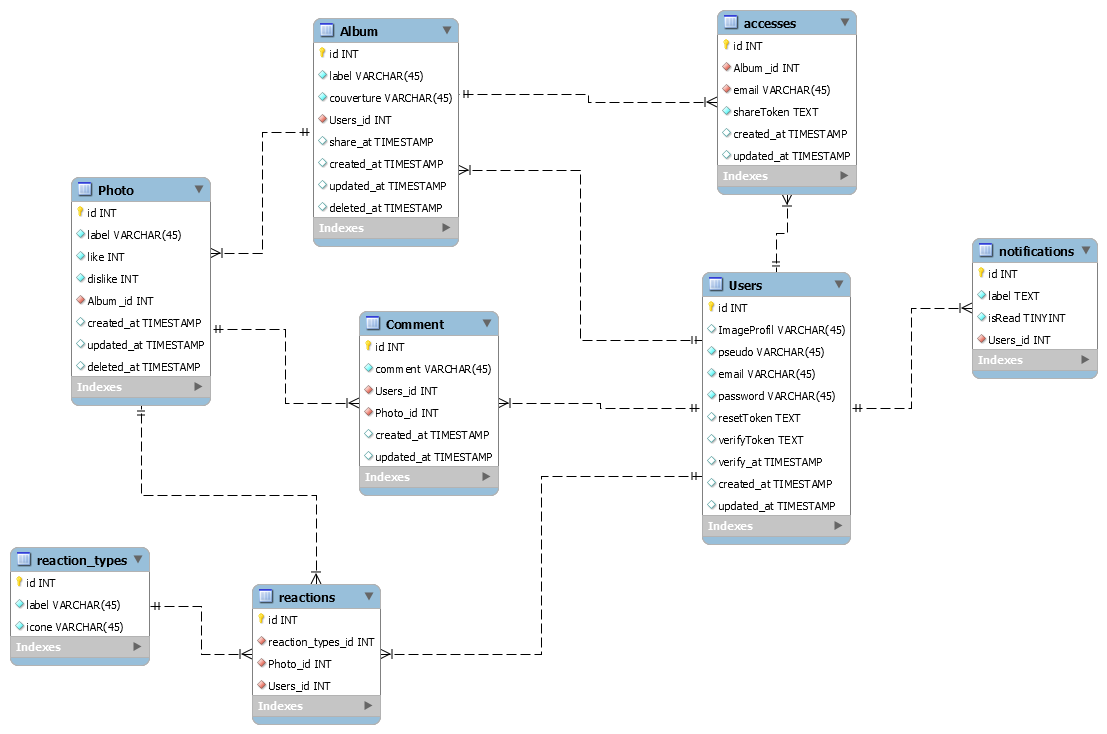 Album
id INT
label VARCHAR(45)
couverture VARCHAR(45)
Users_id INT
share_at TIMESTAMP
created_at TIMESTAMP
updated_at TIMESTAMP
deleted_at TIMESTAMP
Indexes
accesses
id INT
Album_id INT
email VARCHAR(45)
shareToken TEXT
created_at TIMESTAMP
updated_at TIMESTAMP
Indexes
Photo
id INT
label VARCHAR(45)
like INT
dislike INT
Album_id INT
created_at TIMESTAMP
updated_at TIMESTAMP
deleted_at TIMESTAMP
Indexes
Comment
id INT
comment VARCHAR(45)
Users_id INT
Photo_id INT
created_at TIMESTAMP
updated_at TIMESTAMP
Indexes
Users
id INT
ImageProfil VARCHAR(45)
pseudo VARCHAR(45)
email VARCHAR(45)
password VARCHAR(45)
resetToken TEXT
verifyToken TEXT
verify_at TIMESTAMP
created_at TIMESTAMP
updated_at TIMESTAMP
Indexes
notifications
id INT
label TEXT
isRead TINYINT
Users_id INT
Indexes
reaction_types
id INT
label VARCHAR(45)
icone VARCHAR(45)
Indexes
reactions
id INT
reaction_types_id INT
Photo_id INT
Users_id INT
Indexes